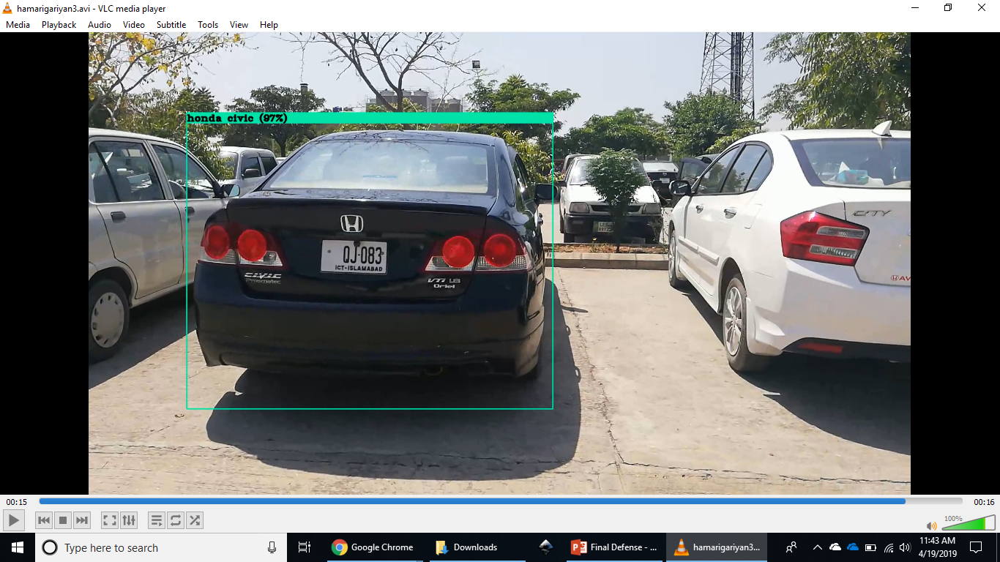 hamarigariyan3.avi - VLC media player
Media Playback Audio Video Subtitle Tools View Help
honda civic (97%)
QJ-083
ICT-ISLAMABAD
CIVIC
Prosmatec
VTi 1.8
Oriel
CITY
00:15
00:16
100%
Type here to search
Google Chrome
Downloads
Final Defense - ...
hamarigariyan3...
11:43 AM
4/19/2019